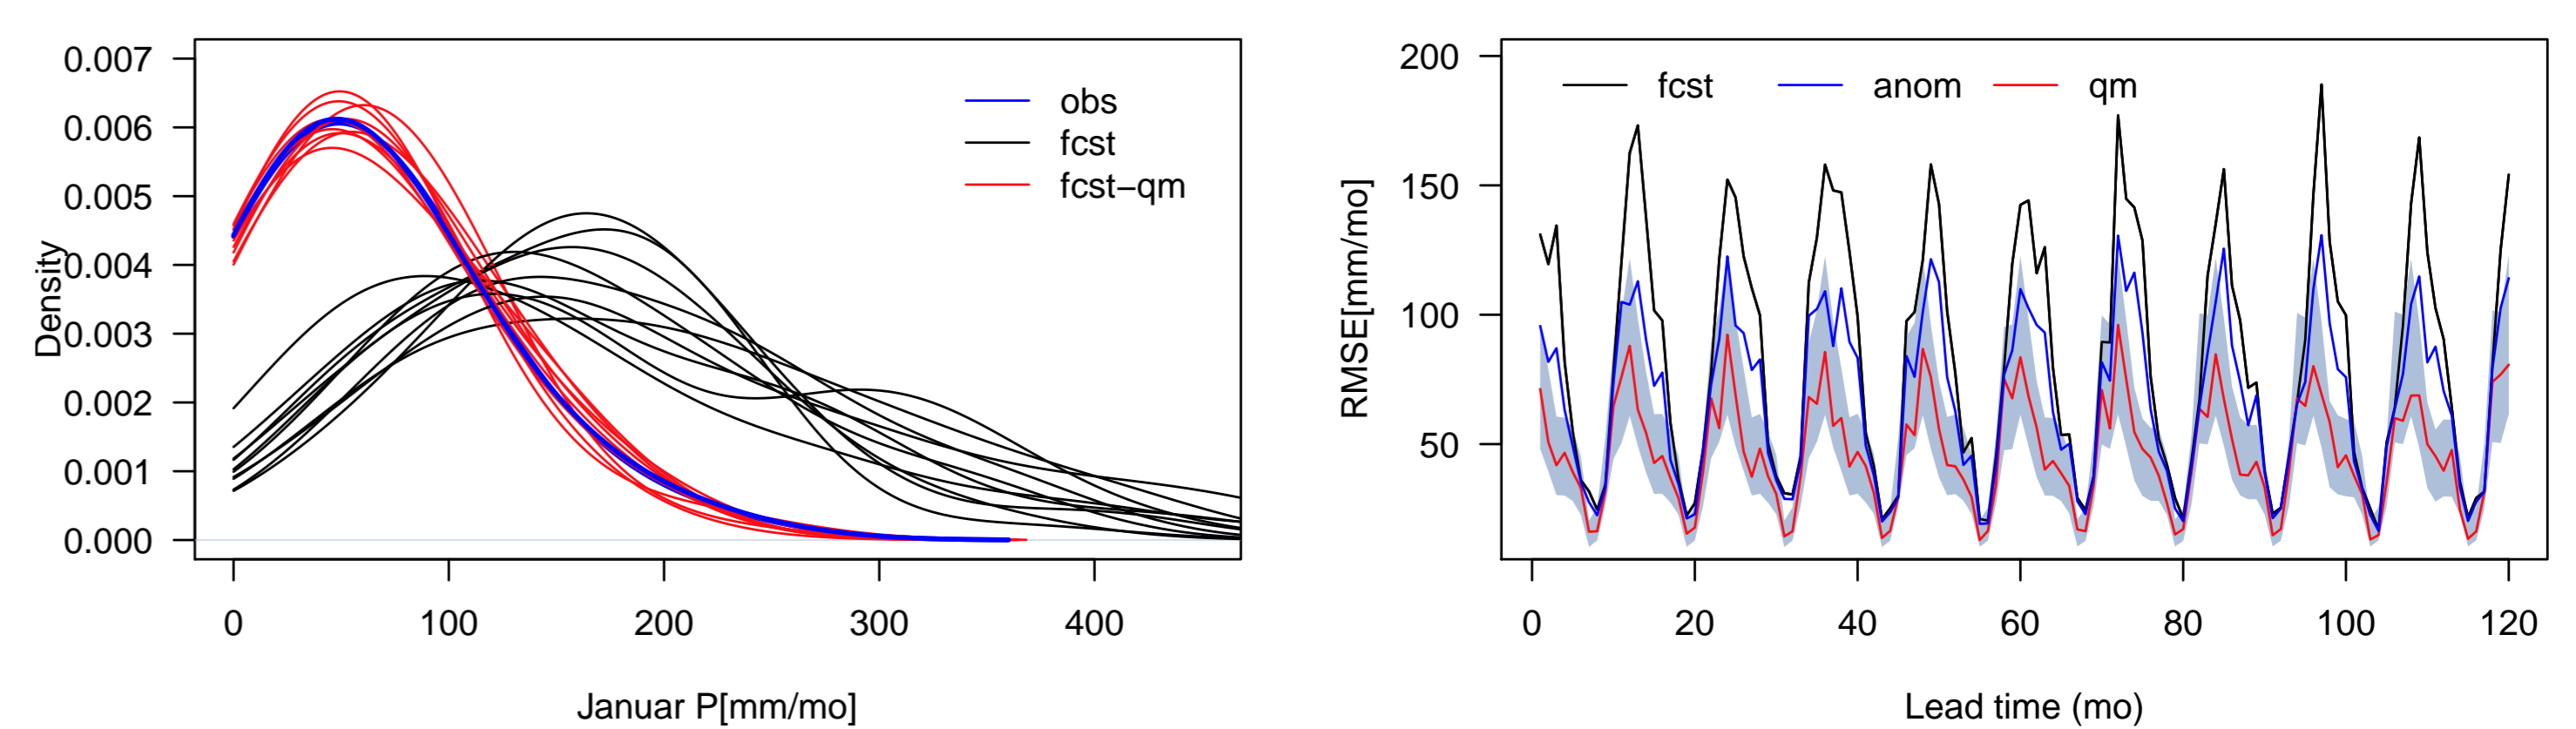 0.007
0.006
0.005
0.004
0.003
0.002
0.001
0.000
Density
obs
fcst
fcst−qm
0 100 200 300 400
Januar P[mm/mo]
200
150
100
50
RMSE[mm/mo]
fcst anom qm
0 20 40 60 80 100 120
Lead time (mo)